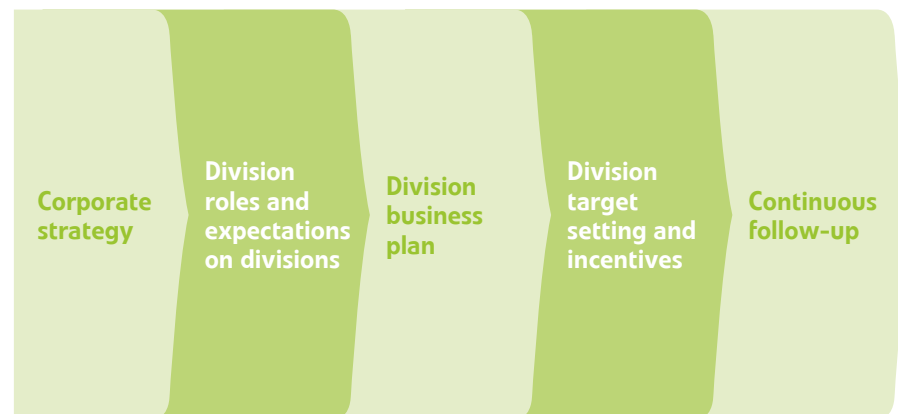 Corporate
strategy
Division
roles and
expectations
on divisions
Division
business
plan
Division
target
setting and
incentives
Continuous
follow-up